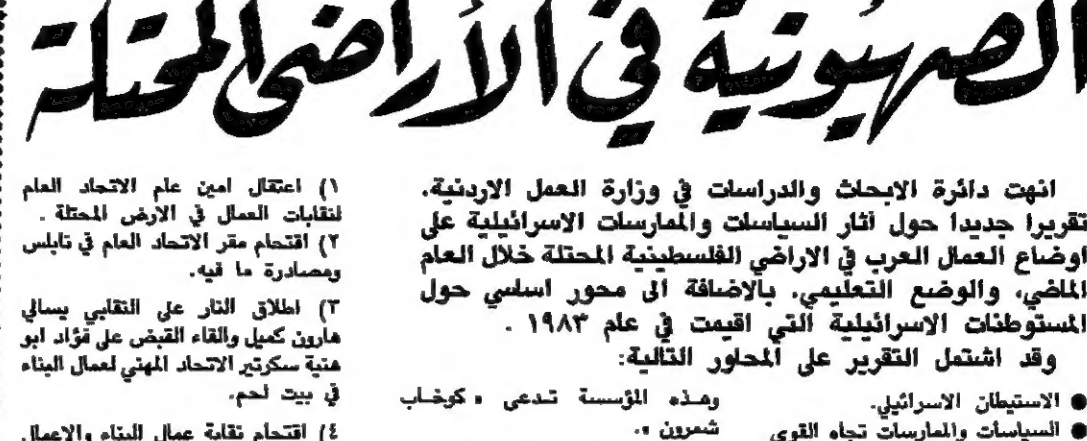 الصهيونية في الأراضي المحتلة
انهت دائرة الابحاث والدراسات في وزارة العمل الاردنية.
تقريرا جديدا حول آثار السياسات والممارسات الاسرائيلية على
اوضاع العمال العرب في الاراضي الفلسطينية المحتلة خلال العام
الماضي، والوضع التعليمي. بالاضافة الى محور اساسي حول
المستوطنات الاسرائيلية التي اقيمت في عام ١٩٨٣ .
وقد اشتمل التقرير على المحاور التالية:
● الاستيطان الاسرائيلي.
● السياسات والممارسات تجاه القوى
وهذه المؤسسة تدعى « كوخاب
شمرون ».
١) اعتقال امين عام الاتحاد العام
لنقابات العمال في الارض المحتلة .
٢) اقتحام مقر الاتحاد العام في نابلس
ومصادرة ما فيه.
٣) اطلاق النار على النقابي يسالي
هارون كميل والقاء القبض على فؤاد ابو
هنية سكرتير الاتحاد المهني لعمال البناء
في بيت لحم.
٤) اقتحام نقابة عمال البناء والاعمال